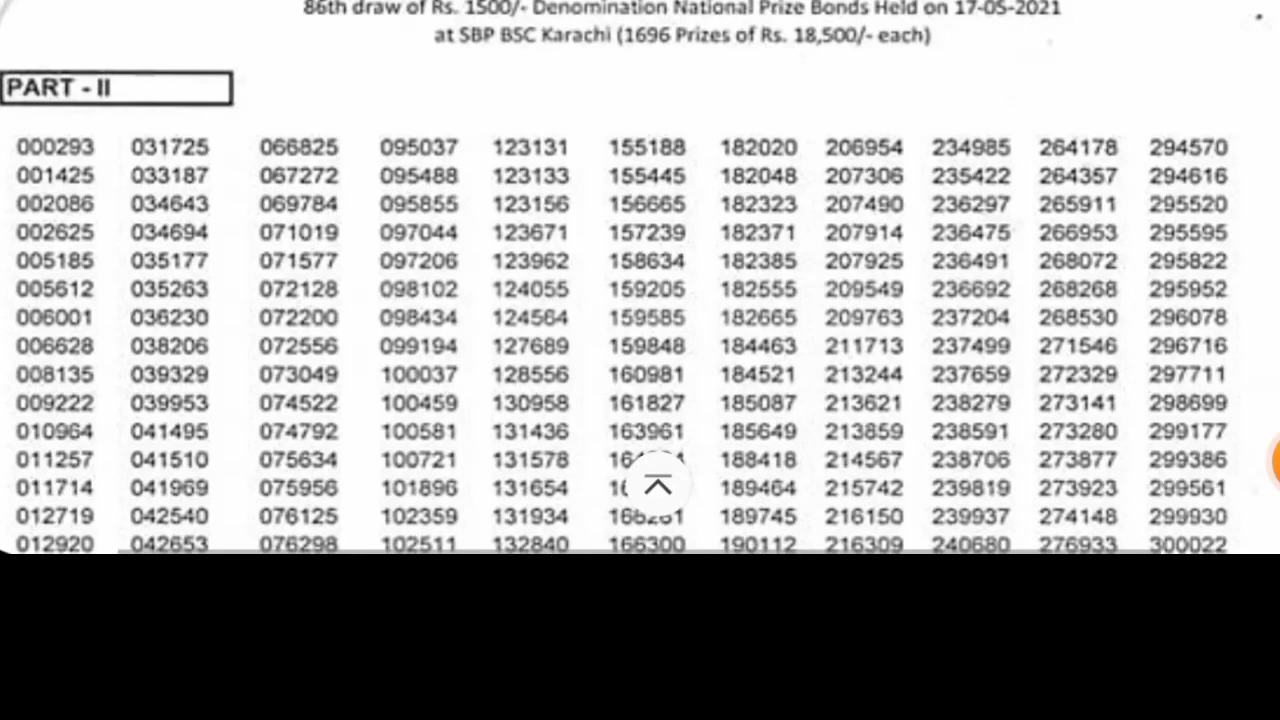 86th draw of Rs. 1500/- Denomination National Prize Bonds Held on 17-05-2021
at SBP BSC Karachi (1696 Prizes of Rs. 18,500/- each)
PART - II
000293 031725 066825 095037 123131 155188 182020 206954 234985 264178 294570
001425 033187 067272 095488 123133 155445 182048 207306 235422 264357 294616
002086 034643 069784 095855 123156 156665 182323 207490 236297 265911 295520
002625 034694 071019 097044 123671 157239 182371 207914 236475 266953 295595
005185 035177 071577 097206 123962 158634 182385 207925 236491 268072 295822
005612 035263 072128 098102 124055 159205 182555 209549 236692 268268 295952
006001 036230 072200 098434 124564 159585 182665 209763 237204 268530 296078
006628 038206 072556 099194 127689 159848 184463 211713 237499 271546 296716
008135 039329 073049 100037 128556 160981 184521 213244 237659 272329 297711
009222 039953 074522 100459 130958 161827 185087 213621 238279 273141 298699
010964 041495 074792 100581 131436 163961 185649 213859 238591 273280 299177
011257 041510 075634 100721 131578 188418 214567 238706 273877 299386
011714 041969 075956 101896 131654 189464 215742 239819 273923 299561
012719 042540 076125 102359 131934 189745 216150 239937 274148 299930
012920 042653 076298 102511 132840 166300 190112 216309 240680 276933 300022